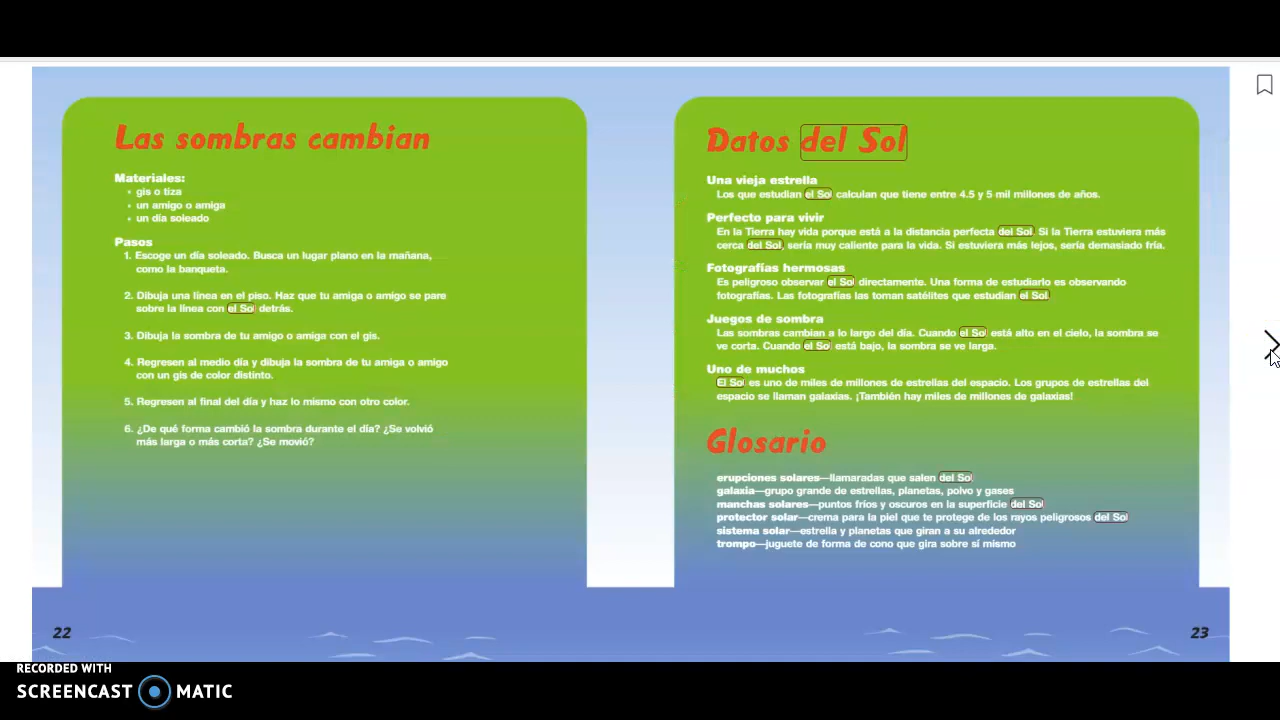 Las sombras cambian
Materiales:
• gis o tiza
• un amigo o amiga
• un día soleado
Pasos
1. Escoge un día soleado. Busca un lugar plano en la mañana,
como la banqueta.
2. Dibuja una línea en el piso. Haz que tu amiga o amigo se pare
sobre la línea con el Sol detrás.
3. Dibuja la sombra de tu amigo o amiga con el gis.
4. Regresen al medio día y dibuja la sombra de tu amiga o amigo
con un gis de color distinto.
5. Regresen al final del día y haz lo mismo con otro color.
6. ¿De qué forma cambió la sombra durante el día? ¿Se volvió
más larga o más corta? ¿Se movió?
22
Datos del Sol
Una vieja estrella
Los que estudian el Sol calculan que tiene entre 4.5 y 5 mil millones de años.
Perfecto para vivir
En la Tierra hay vida porque está a la distancia perfecta del Sol. Si la Tierra estuviera más
cerca del Sol, sería muy caliente para la vida. Si estuviera más lejos, sería demasiado fría.
Fotografías hermosas
Es peligroso observar el Sol directamente. Una forma de estudiarlo es observando
fotografías. Las fotografías las toman satélites que estudian el Sol.
Juegos de sombra
Las sombras cambian a lo largo del día. Cuando el Sol está alto en el cielo, la sombra se
ve corta. Cuando el Sol está bajo, la sombra se ve larga.
Uno de muchos
El Sol es uno de miles de millones de estrellas del espacio. Los grupos de estrellas del
espacio se llaman galaxias. ¡También hay miles de millones de galaxias!
Glosario
erupciones solares—llamaradas que salen del Sol
galaxia—grupo grande de estrellas, planetas, polvo y gases
manchas solares—puntos fríos y oscuros en la superficie del Sol
protector solar—crema para la piel que te protege de los rayos peligrosos del Sol
sistema solar—estrella y planetas que giran a su alrededor
trompo—juguete de forma de cono que gira sobre sí mismo
23
RECORDED WITH
SCREENCAST MATIC